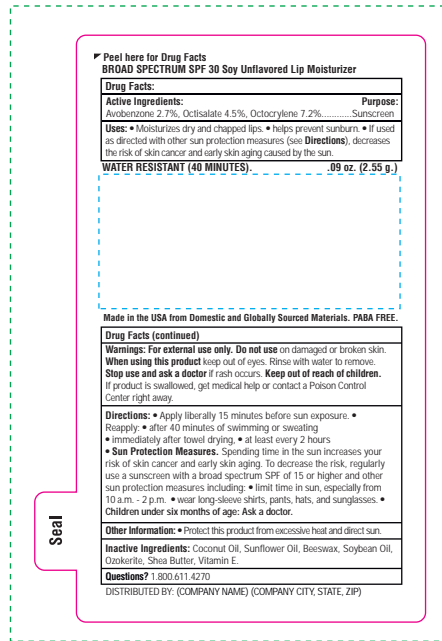 Peel here for Drug Facts
BROAD SPECTRUM SPF 30 Soy Unflavored Lip Moisturizer
Drug Facts:
Active Ingredients: Purpose:
Avobenzone 2.7%, Octisalate 4.5%, Octocrylene 7.2%............Sunscreen
Uses: • Moisturizes dry and chapped lips. • helps prevent sunburn. • If used
as directed with other sun protection measures (see Directions), decreases
the risk of skin cancer and early skin aging caused by the sun.
WATER RESISTANT (40 MINUTES). .09 oz. (2.55 g.)
Made in the USA from Domestic and Globally Sourced Materials. PABA FREE.
Drug Facts (continued)
Warnings: For external use only. Do not use on damaged or broken skin.
When using this product keep out of eyes. Rinse with water to remove.
Stop use and ask a doctor if rash occurs. Keep out of reach of children.
If product is swallowed, get medical help or contact a Poison Control
Center right away.
Directions: • Apply liberally 15 minutes before sun exposure. •
Reapply: • after 40 minutes of swimming or sweating
• immediately after towel drying, • at least every 2 hours
• Sun Protection Measures. Spending time in the sun increases your
risk of skin cancer and early skin aging. To decrease the risk, regularly
use a sunscreen with a broad spectrum SPF of 15 or higher and other
sun protection measures including: • limit time in sun, especially from
10 a.m. - 2 p.m. • wear long-sleeve shirts, pants, hats, and sunglasses. •
Children under six months of age: Ask a doctor.
Other Information: • Protect this product from excessive heat and direct sun.
Inactive Ingredients: Coconut Oil, Sunflower Oil, Beeswax, Soybean Oil,
Ozokerite, Shea Butter, Vitamin E.
Questions? 1.800.611.4270
DISTRIBUTED BY: (COMPANY NAME) (COMPANY CITY, STATE, ZIP)
Seal